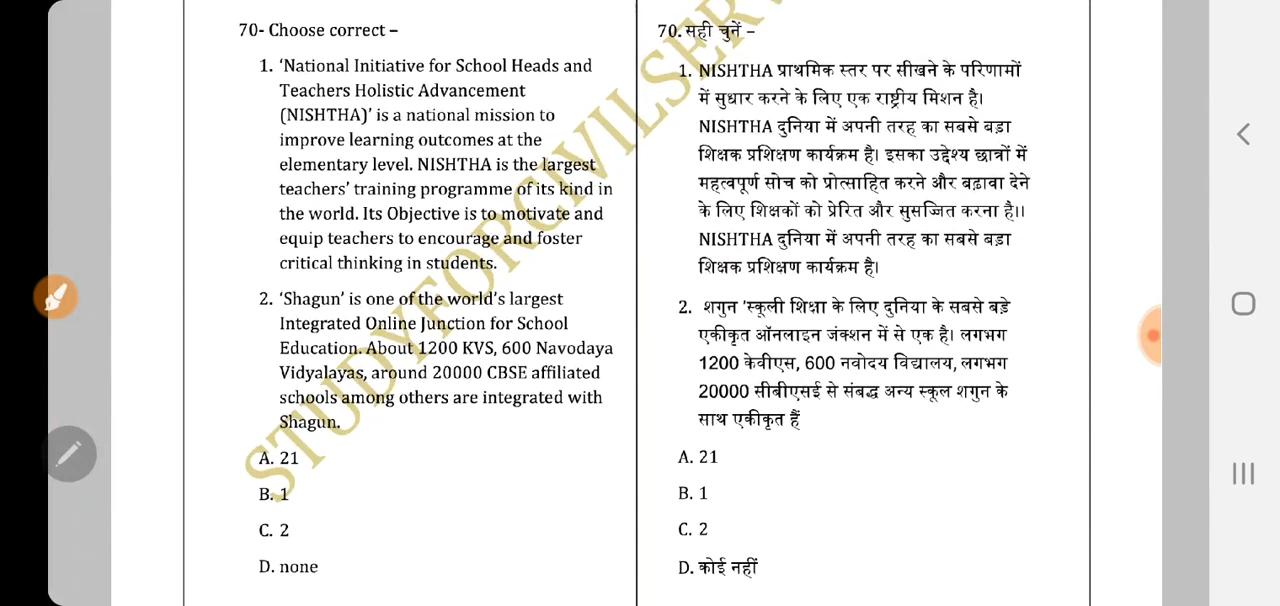 70- Choose correct –
1. ‘National Initiative for School Heads and
Teachers Holistic Advancement
(NISHTHA)’ is a national mission to
improve learning outcomes at the
elementary level. NISHTHA is the largest
teachers’ training programme of its kind in
the world. Its Objective is to motivate and
equip teachers to encourage and foster
critical thinking in students.
2. ‘Shagun’ is one of the world’s largest
Integrated Online Junction for School
Education. About 1200 KVS, 600 Navodaya
Vidyalayas, around 20000 CBSE affiliated
schools among others are integrated with
Shagun.
A. 21
B. 1
C. 2
D. none
70. सही चुनें –
1. NISHTHA प्राथमिक स्तर पर सीखने के परिणामों
में सुधार करने के लिए एक राष्ट्रीय मिशन है।
NISHTHA दुनिया में अपनी तरह का सबसे बड़ा
शिक्षक प्रशिक्षण कार्यक्रम है। इसका उद्देश्य छात्रों में
महत्वपूर्ण सोच को प्रोत्साहित करने और बढ़ावा देने
के लिए शिक्षकों को प्रेरित और सुसज्जित करना है।।
NISHTHA दुनिया में अपनी तरह का सबसे बड़ा
शिक्षक प्रशिक्षण कार्यक्रम है।
2. शगुन 'स्कूली शिक्षा के लिए दुनिया के सबसे बड़े
एकीकृत ऑनलाइन जंक्शन में से एक है। लगभग
1200 केवीएस, 600 नवोदय विद्यालय, लगभग
20000 सीबीएसई से संबद्ध अन्य स्कूल शगुन के
साथ एकीकृत हैं
A. 21
B. 1
C. 2
D. कोई नहीं
STUDYFORCIVILSERV